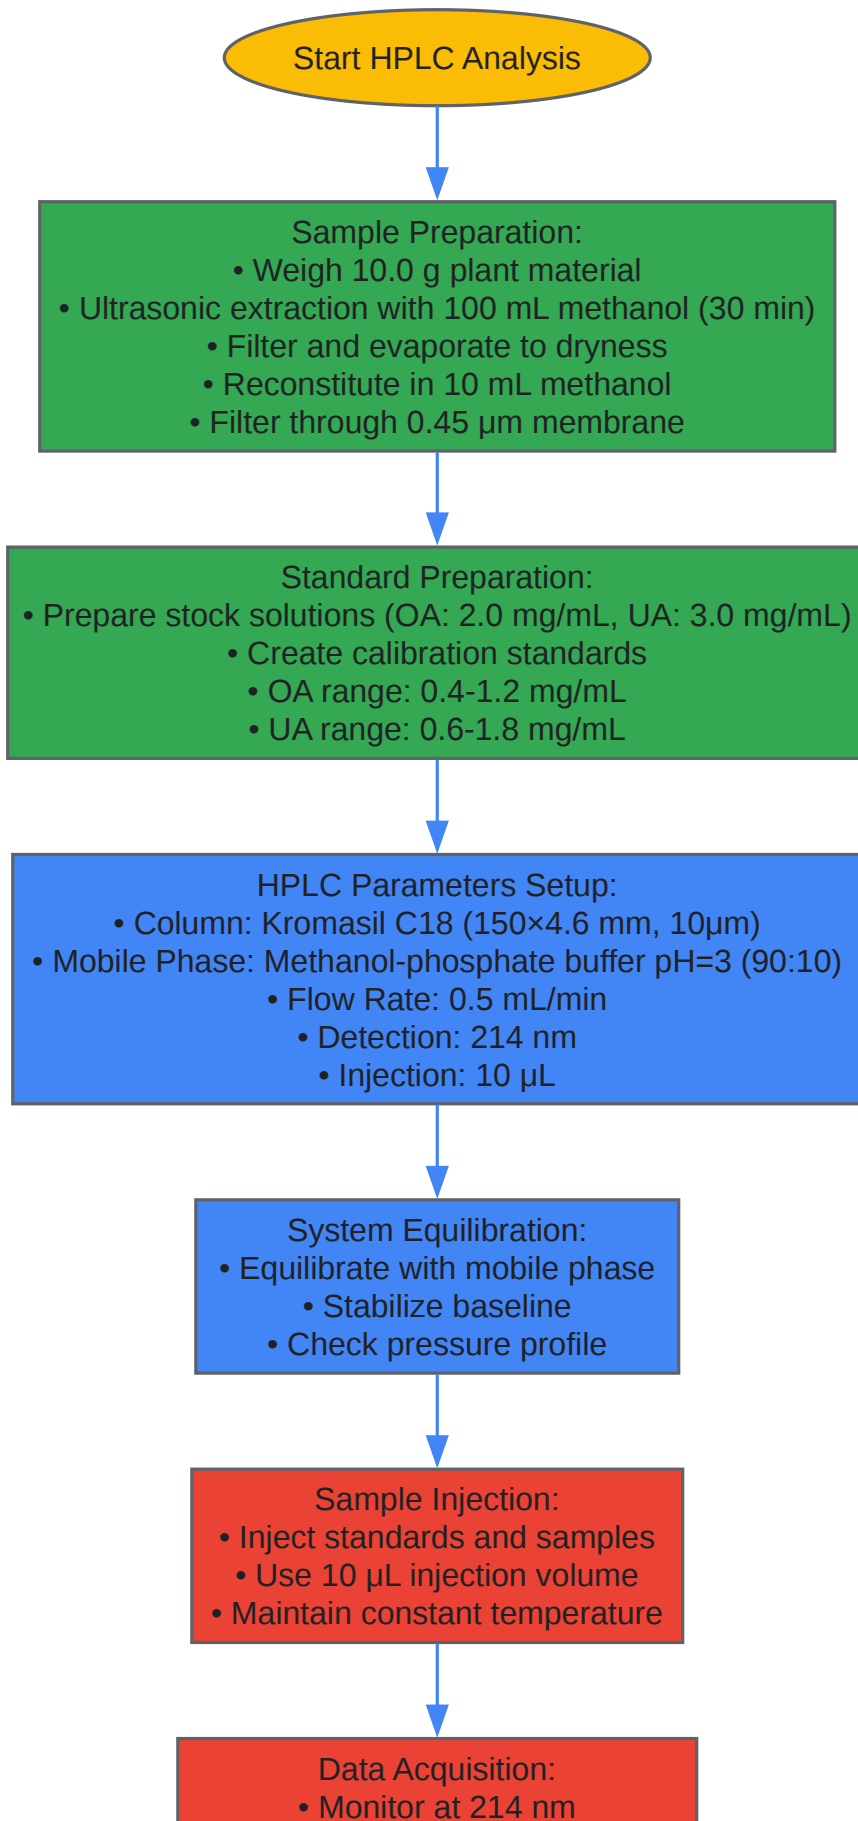 Start HPLC Analysis
Sample Preparation:
• Weigh 10.0 g plant material
• Ultrasonic extraction with 100 mL methanol (30 min)
• Filter and evaporate to dryness
• Reconstitute in 10 mL methanol
• Filter through 0.45 μm membrane
Standard Preparation:
• Prepare stock solutions (OA: 2.0 mg/mL, UA: 3.0 mg/mL)
• Create calibration standards
• OA range: 0.4-1.2 mg/mL
• UA range: 0.6-1.8 mg/mL
HPLC Parameters Setup:
• Column: Kromasil C18 (150×4.6 mm, 10μm)
• Mobile Phase: Methanol-phosphate buffer pH=3 (90:10)
• Flow Rate: 0.5 mL/min
• Detection: 214 nm
• Injection: 10 μL
System Equilibration:
• Equilibrate with mobile phase
• Stabilize baseline
• Check pressure profile
Sample Injection:
• Inject standards and samples
• Use 10 μL injection volume
• Maintain constant temperature
Data Acquisition:
• Monitor at 214 nm